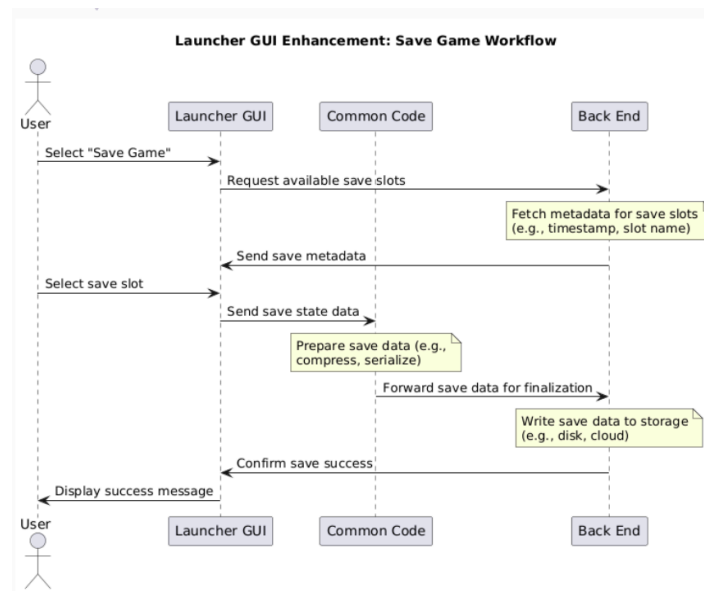 Launcher GUI Enhancement: Save Game Workflow
User
Launcher GUI
Common Code
Back End
Select "Save Game"
Request available save slots
Fetch metadata for save slots
(e.g., timestamp, slot name)
Send save metadata
Select save slot
Send save state data
Prepare save data (e.g.,
compress, serialize)
Forward save data for finalization
Write save data to storage
(e.g., disk, cloud)
Confirm save success
Display success message
User
Launcher GUI
Common Code
Back End